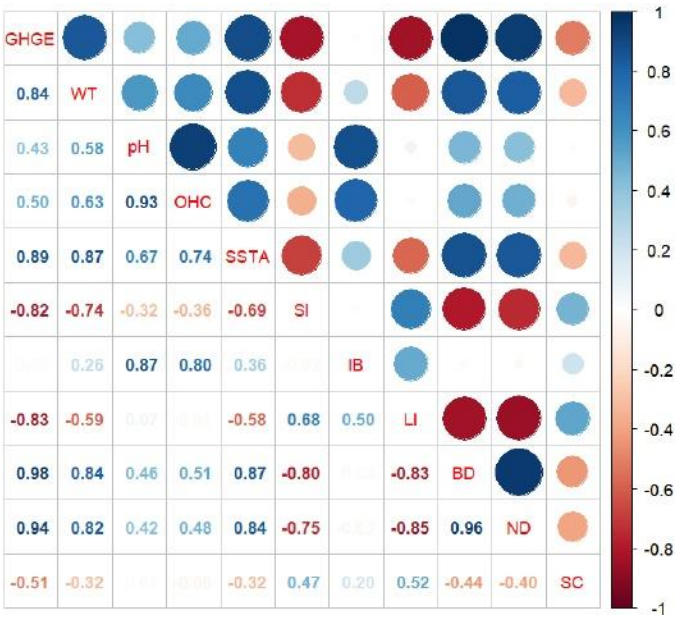 GHGE 1
0.84 WT 0.8
0.43 0.58 pH 0.6
0.50 0.63 0.93 OHC 0.4
0.89 0.87 0.67 0.74 SSTA 0.2
-0.82 -0.74 -0.32 -0.36 -0.69 SI 0
0.26 0.87 0.80 0.36 IB -0.2
-0.83 -0.59 0.07 -0.58 0.68 0.50 LI -0.4
0.98 0.84 0.46 0.51 0.87 -0.80 -0.83 BD -0.6
0.94 0.82 0.42 0.48 0.84 -0.75 -0.85 0.96 ND -0.8
-0.51 -0.32 -0.32 0.47 0.20 0.52 -0.44 -0.40 SC -1